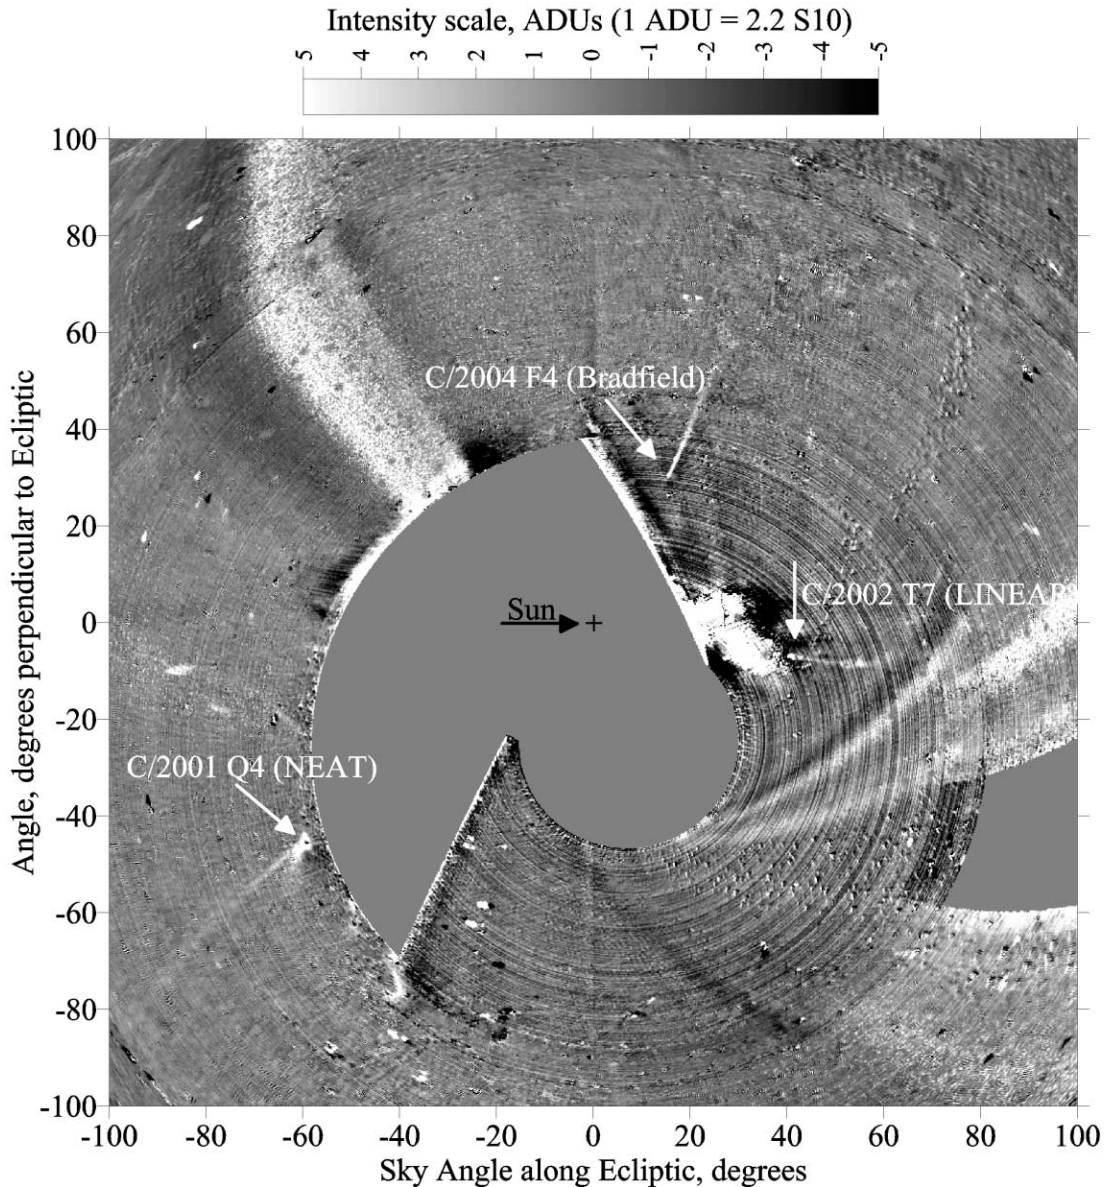 Intensity scale, ADUs (1 ADU = 2.2 S10)
5 4 3 2 1 0 -1 -2 -3 -4 -5
100
80
60
C/2004 F4 (Bradfield)
40
20
C/2002 T7 (LINEAR)
Sun
0
-20
C/2001 Q4 (NEAT)
-40
-60
-80
-100
Angle, degrees perpendicular to Ecliptic
-100 -80 -60 -40 -20 0 20 40 60 80 100
Sky Angle along Ecliptic, degrees